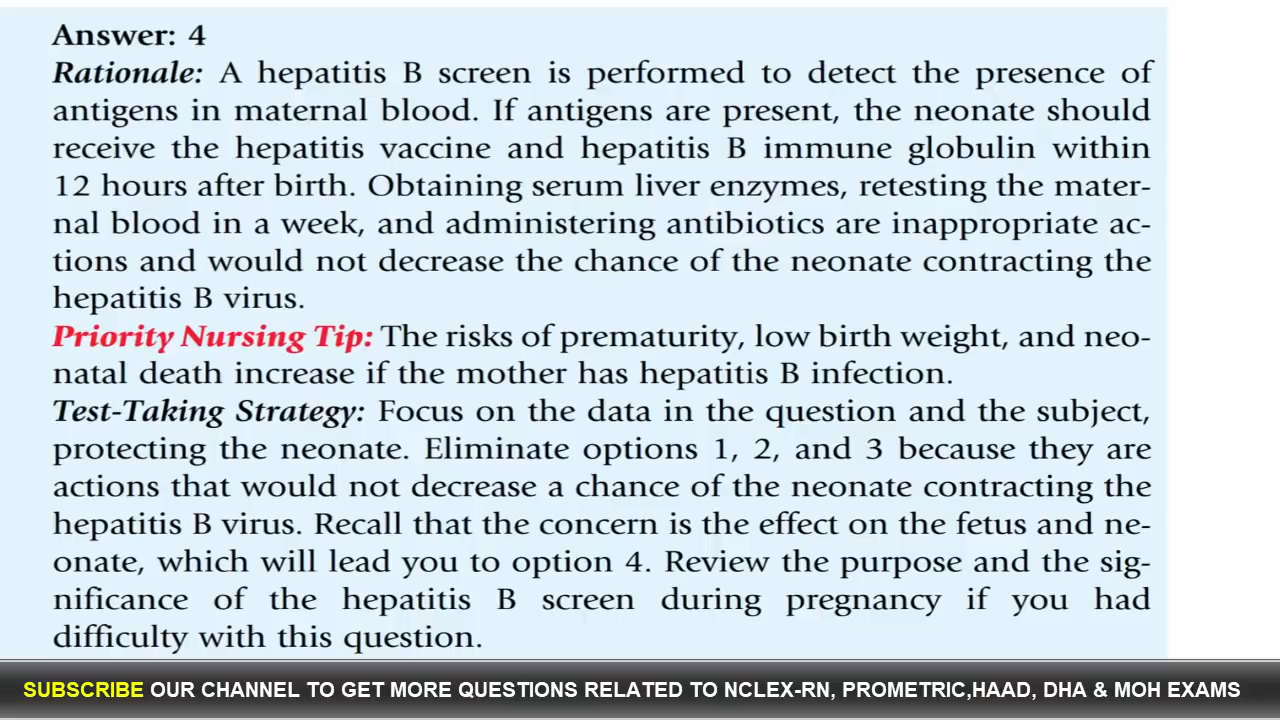 Answer: 4
Rationale: A hepatitis B screen is performed to detect the presence of
antigens in maternal blood. If antigens are present, the neonate should
receive the hepatitis vaccine and hepatitis B immune globulin within
12 hours after birth. Obtaining serum liver enzymes, retesting the mater-
nal blood in a week, and administering antibiotics are inappropriate ac-
tions and would not decrease the chance of the neonate contracting the
hepatitis B virus.
Priority Nursing Tip: The risks of prematurity, low birth weight, and neo-
natal death increase if the mother has hepatitis B infection.
Test-Taking Strategy: Focus on the data in the question and the subject,
protecting the neonate. Eliminate options 1, 2, and 3 because they are
actions that would not decrease a chance of the neonate contracting the
hepatitis B virus. Recall that the concern is the effect on the fetus and ne-
onate, which will lead you to option 4. Review the purpose and the sig-
nificance of the hepatitis B screen during pregnancy if you had
difficulty with this question.
SUBSCRIBE OUR CHANNEL TO GET MORE QUESTIONS RELATED TO NCLEX-RN, PROMETRIC,HAAD, DHA & MOH EXAMS